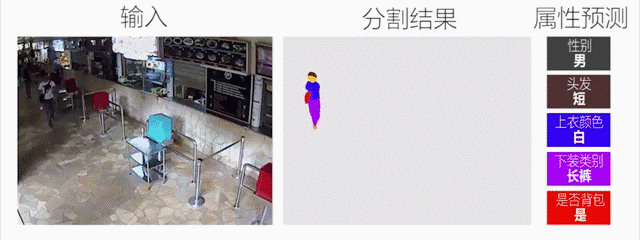 输入
分割结果
属性预测
性别
男
头发
短
上衣颜色
白
下装类别
长裤
是否背包
是